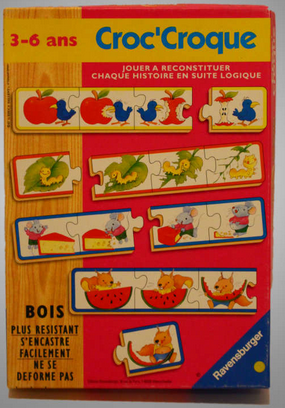 3-6 ans Croc'Croque
JOUER A RECONSTITUER
CHAQUE HISTOIRE EN SUITE LOGIQUE
BOIS
PLUS RESISTANT
S'ENCASTRE
FACILEMENT
NE SE
DEFORME PAS
Ravensburger